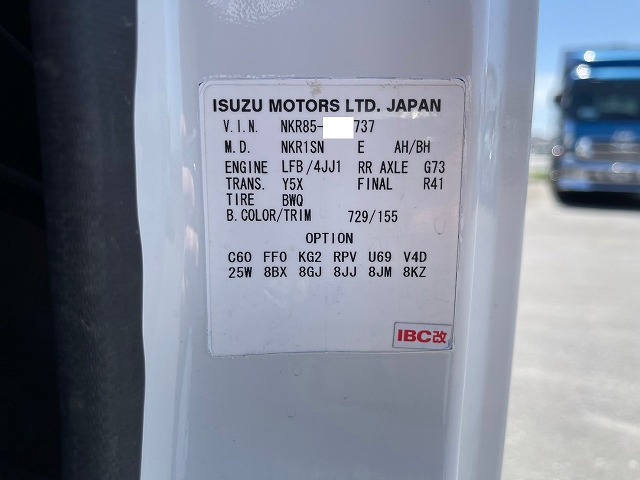 ISUZU MOTORS LTD. JAPAN
V.I.N. NKR85- 737
M.D. NKR1SN E AH/BH
ENGINE LFB/4JJ1 RR AXLE G73
TRANS. Y5X FINAL R41
TIRE BWQ
B.COLOR/TRIM 729/155
OPTION
C60 FF0 KG2 RPV U69 V4D
25W 8BX 8GJ 8JJ 8JM 8KZ
IBC改